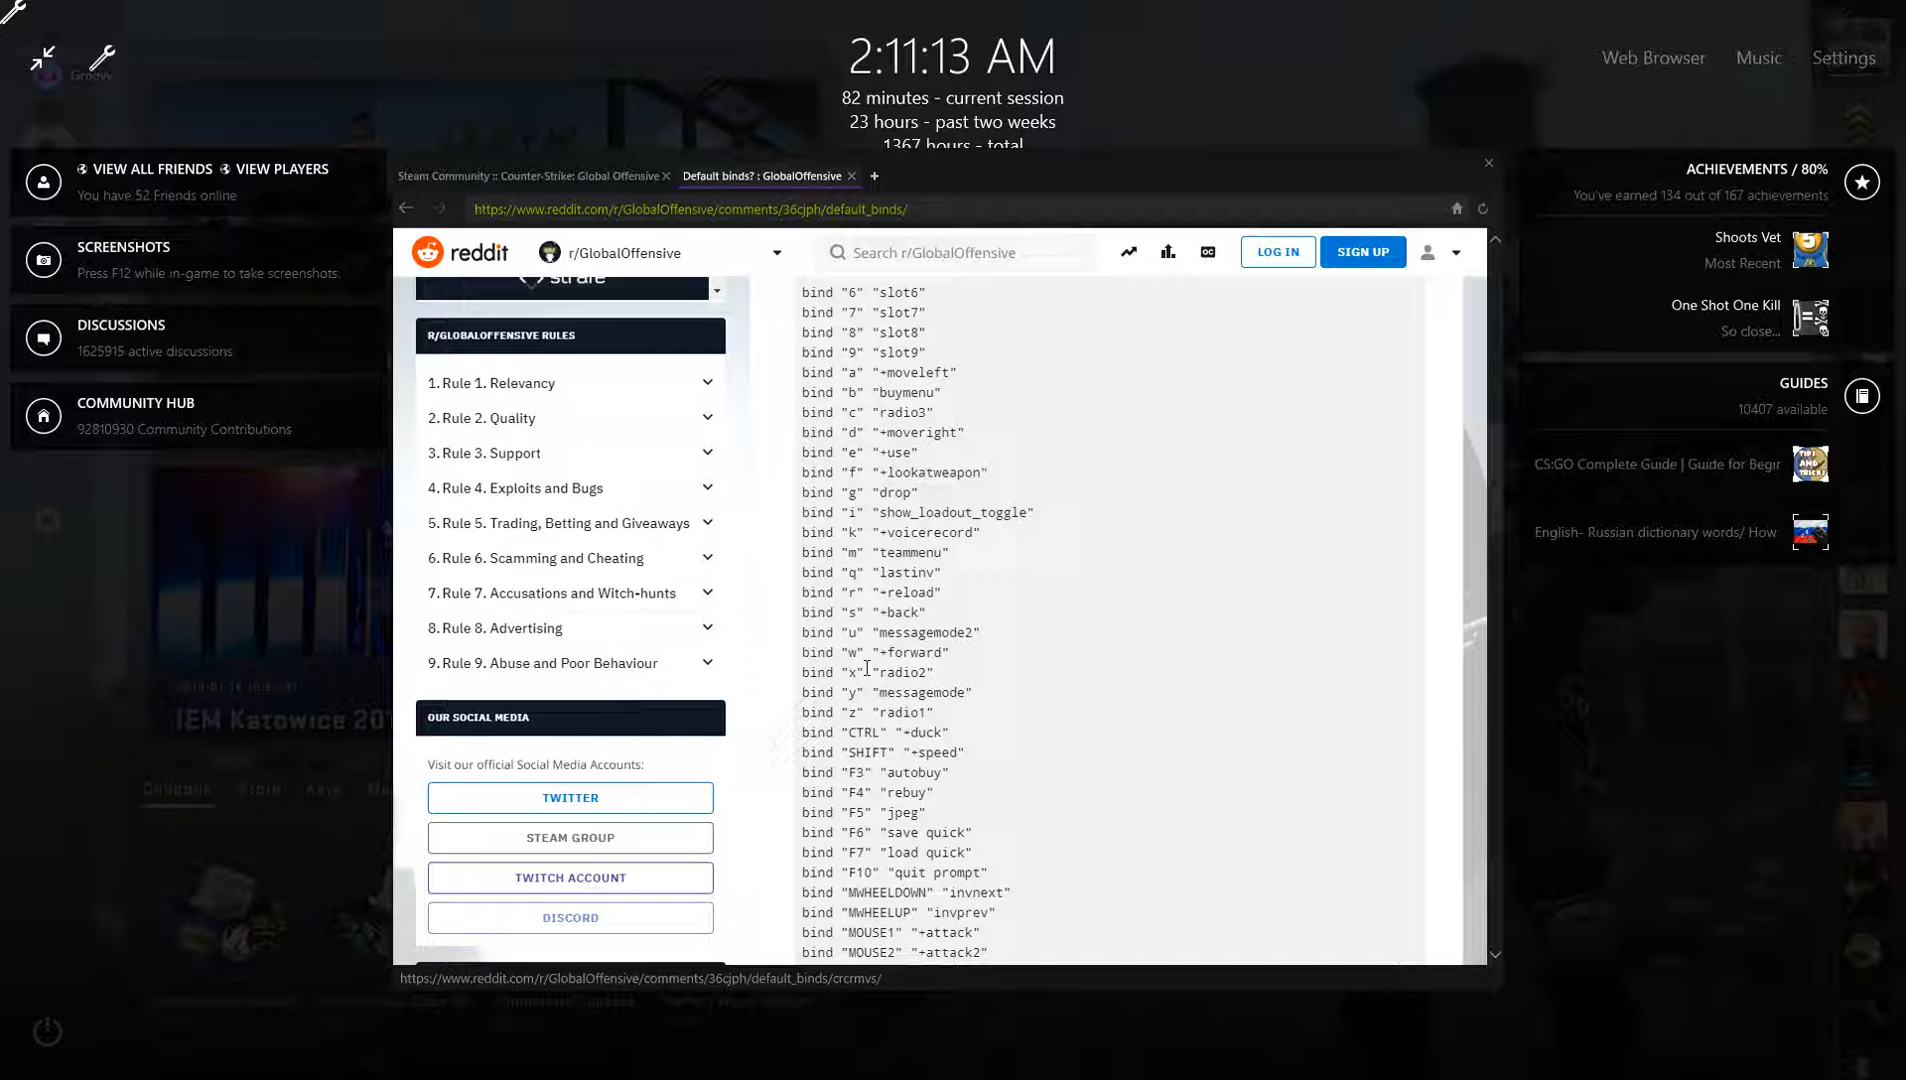 Groove
2:11:13 AM
82 minutes - current session
23 hours - past two weeks
1367 hours - total
Web Browser
Music
Settings
VIEW ALL FRIENDS VIEW PLAYERS
You have 52 Friends online
SCREENSHOTS
Press F12 while in-game to take screenshots.
DISCUSSIONS
1625915 active discussions
COMMUNITY HUB
92810930 Community Contributions
Steam Community :: Counter-Strike: Global Offensive
Default binds? : GlobalOffensive
https://www.reddit.com/r/GlobalOffensive/comments/36cjph/default_binds/
reddit
r/GlobalOffensive
Search r/GlobalOffensive
LOG IN
SIGN UP
strafe
R/GLOBALOFFENSIVE RULES
1. Rule 1. Relevancy
2. Rule 2. Quality
3. Rule 3. Support
4. Rule 4. Exploits and Bugs
5. Rule 5. Trading, Betting and Giveaways
6. Rule 6. Scamming and Cheating
7. Rule 7. Accusations and Witch-hunts
8. Rule 8. Advertising
9. Rule 9. Abuse and Poor Behaviour
OUR SOCIAL MEDIA
Visit our official Social Media Accounts:
TWITTER
STEAM GROUP
TWITCH ACCOUNT
DISCORD
bind "6" "slot6"
bind "7" "slot7"
bind "8" "slot8"
bind "9" "slot9"
bind "a" "+moveleft"
bind "b" "buymenu"
bind "c" "radio3"
bind "d" "+moveright"
bind "e" "+use"
bind "f" "+lookatweapon"
bind "g" "drop"
bind "i" "show_loadout_toggle"
bind "k" "+voicerecord"
bind "m" "teammenu"
bind "q" "lastinv"
bind "r" "+reload"
bind "s" "+back"
bind "u" "messagemode2"
bind "w" "+forward"
bind "x" "radio2"
bind "y" "messagemode"
bind "z" "radio1"
bind "CTRL" "+duck"
bind "SHIFT" "+speed"
bind "F3" "autobuy"
bind "F4" "rebuy"
bind "F5" "jpeg"
bind "F6" "save quick"
bind "F7" "load quick"
bind "F10" "quit prompt"
bind "MWHEELDOWN" "invnext"
bind "MWHEELUP" "invprev"
bind "MOUSE1" "+attack"
bind "MOUSE2" "+attack2"
https://www.reddit.com/r/GlobalOffensive/comments/36cjph/default_binds/crcrmvs/
ACHIEVEMENTS / 80%
You've earned 134 out of 167 achievements
Shoots Vet
Most Recent
One Shot One Kill
So close...
GUIDES
10407 available
CS:GO Complete Guide | Guide for Begir
English- Russian dictionary words/ How
IEM Katowice 20
Store